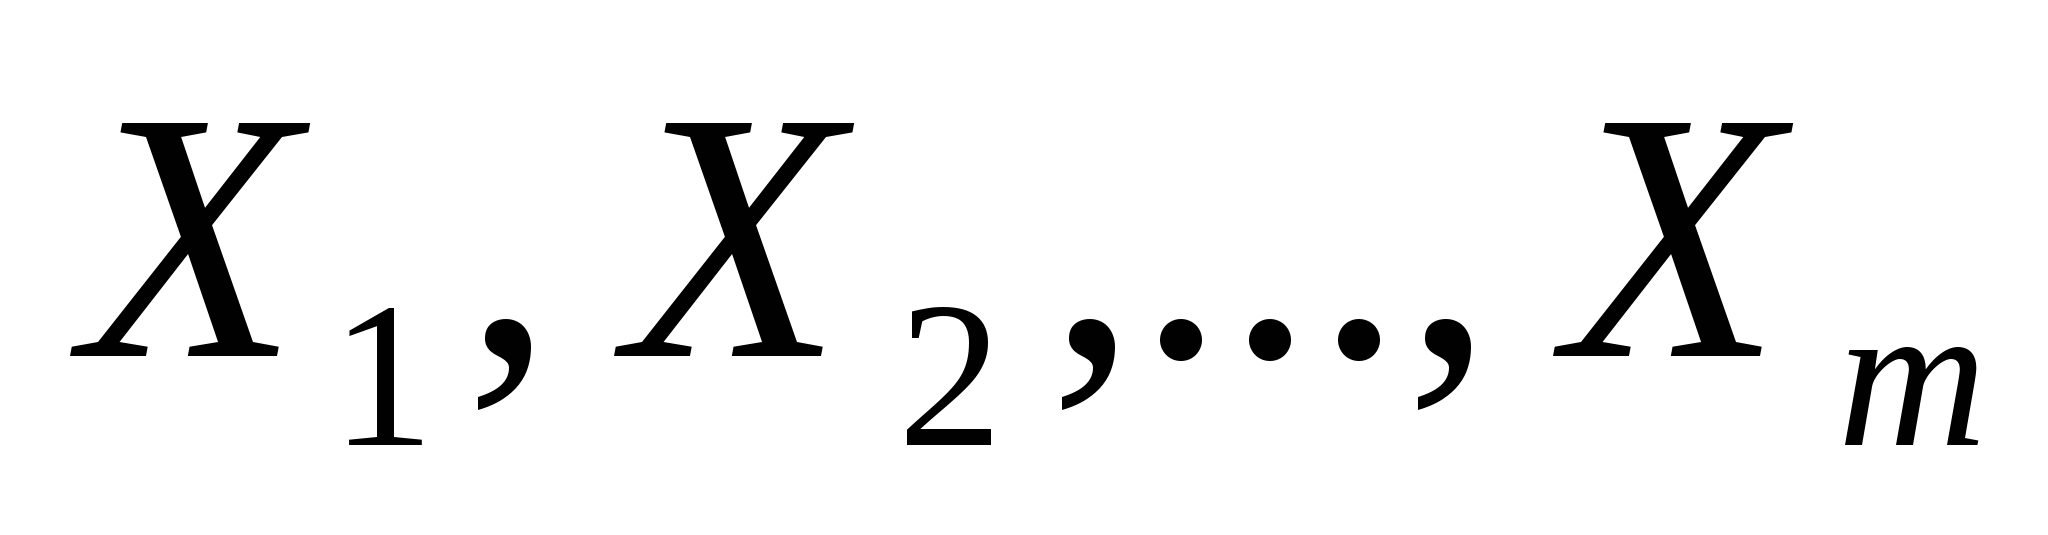 X₁, X₂,..., Xₘ